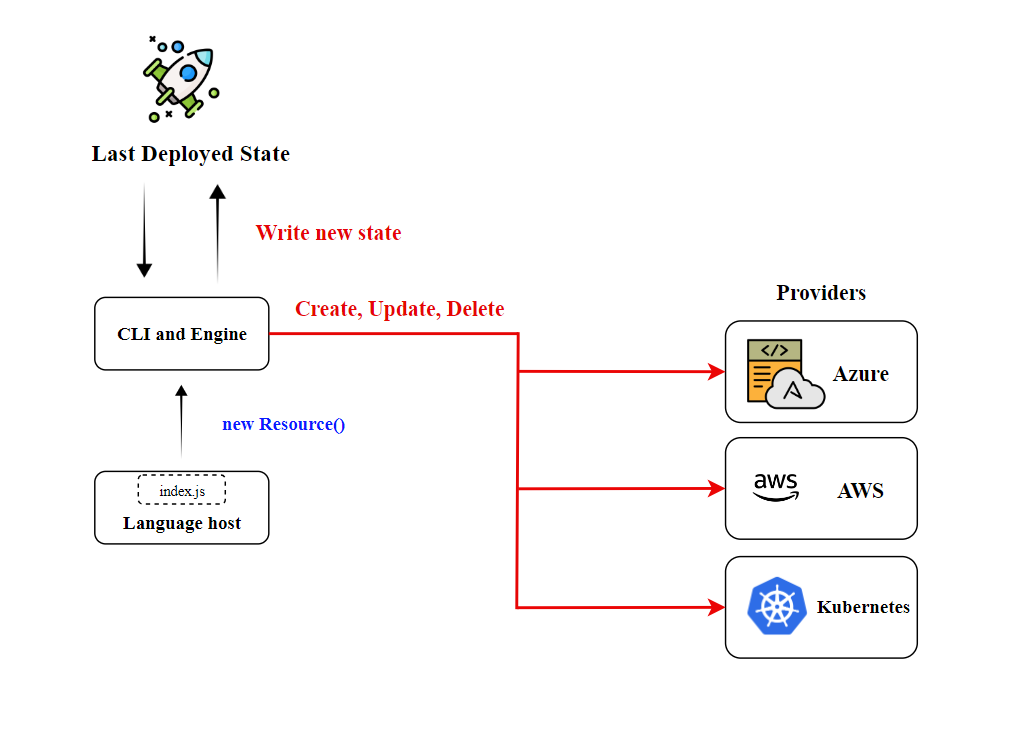 Last Deployed State
Write new state
Create, Update, Delete
CLI and Engine
new Resource()
index.js
Language host
Providers
</>
Azure
aws
AWS
Kubernetes